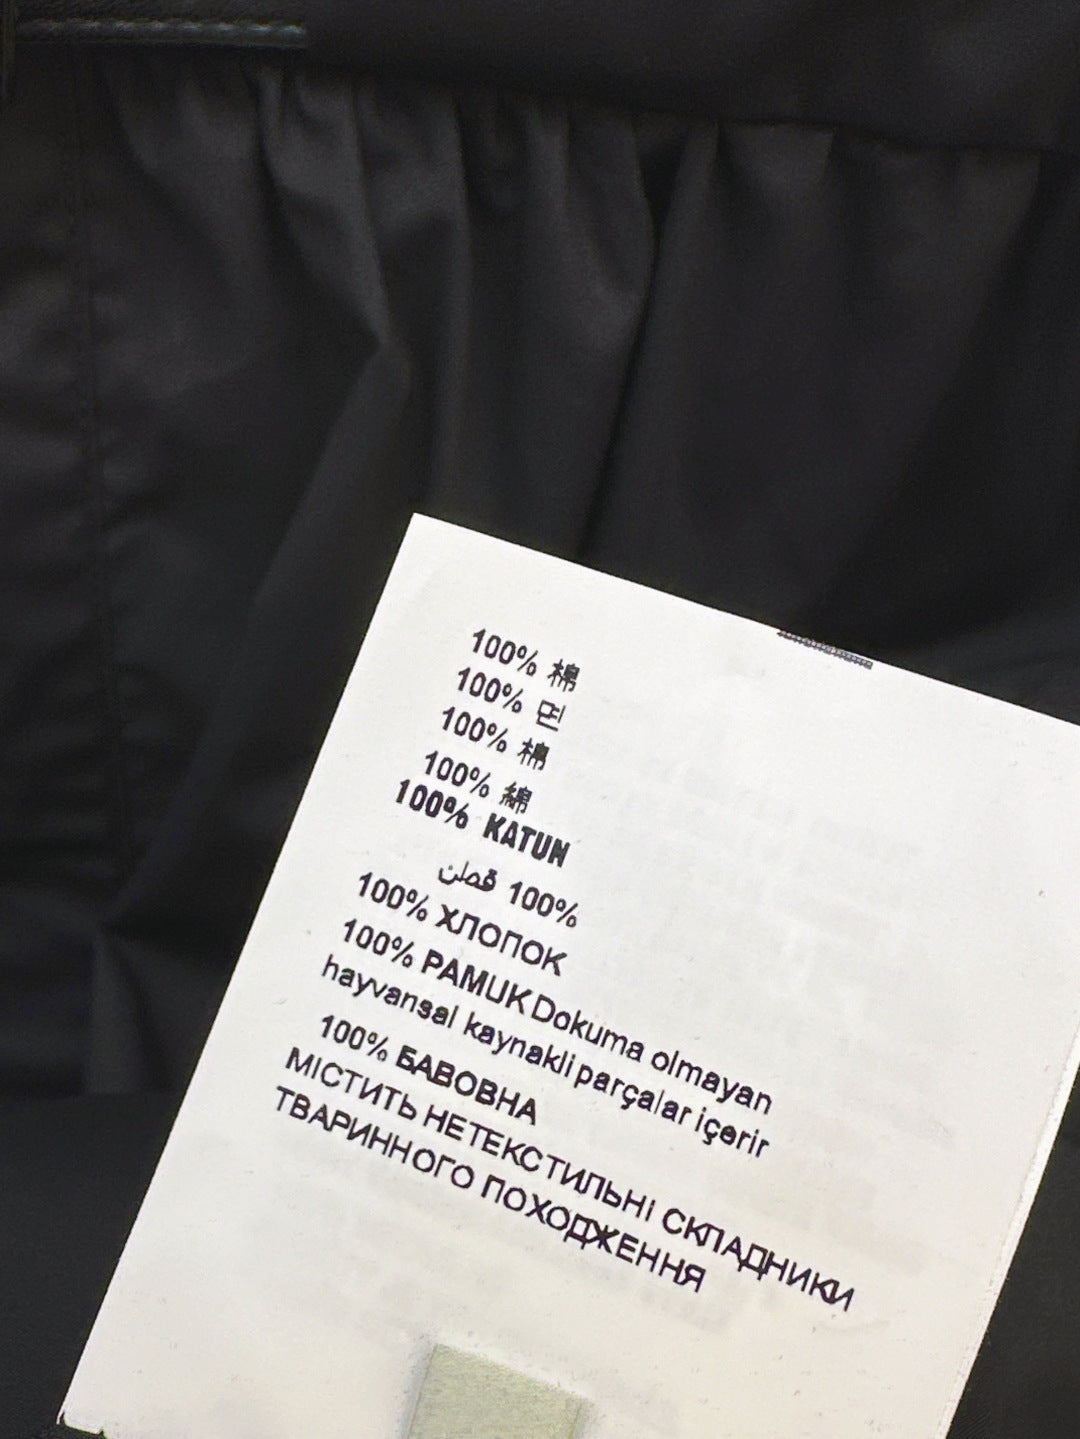 100% 棉
100% 면
100% 棉
100% 綿
100% KATUN
100% قطن
100% ХЛОПОК
100% PAMUK Dokuma olmayan
hayvansal kaynakli parçalar içerir
100% БАВОВНА
МІСТИТЬ НЕТЕКСТИЛЬНІ СКЛАДНИКИ
ТВАРИННОГО ПОХОДЖЕННЯ